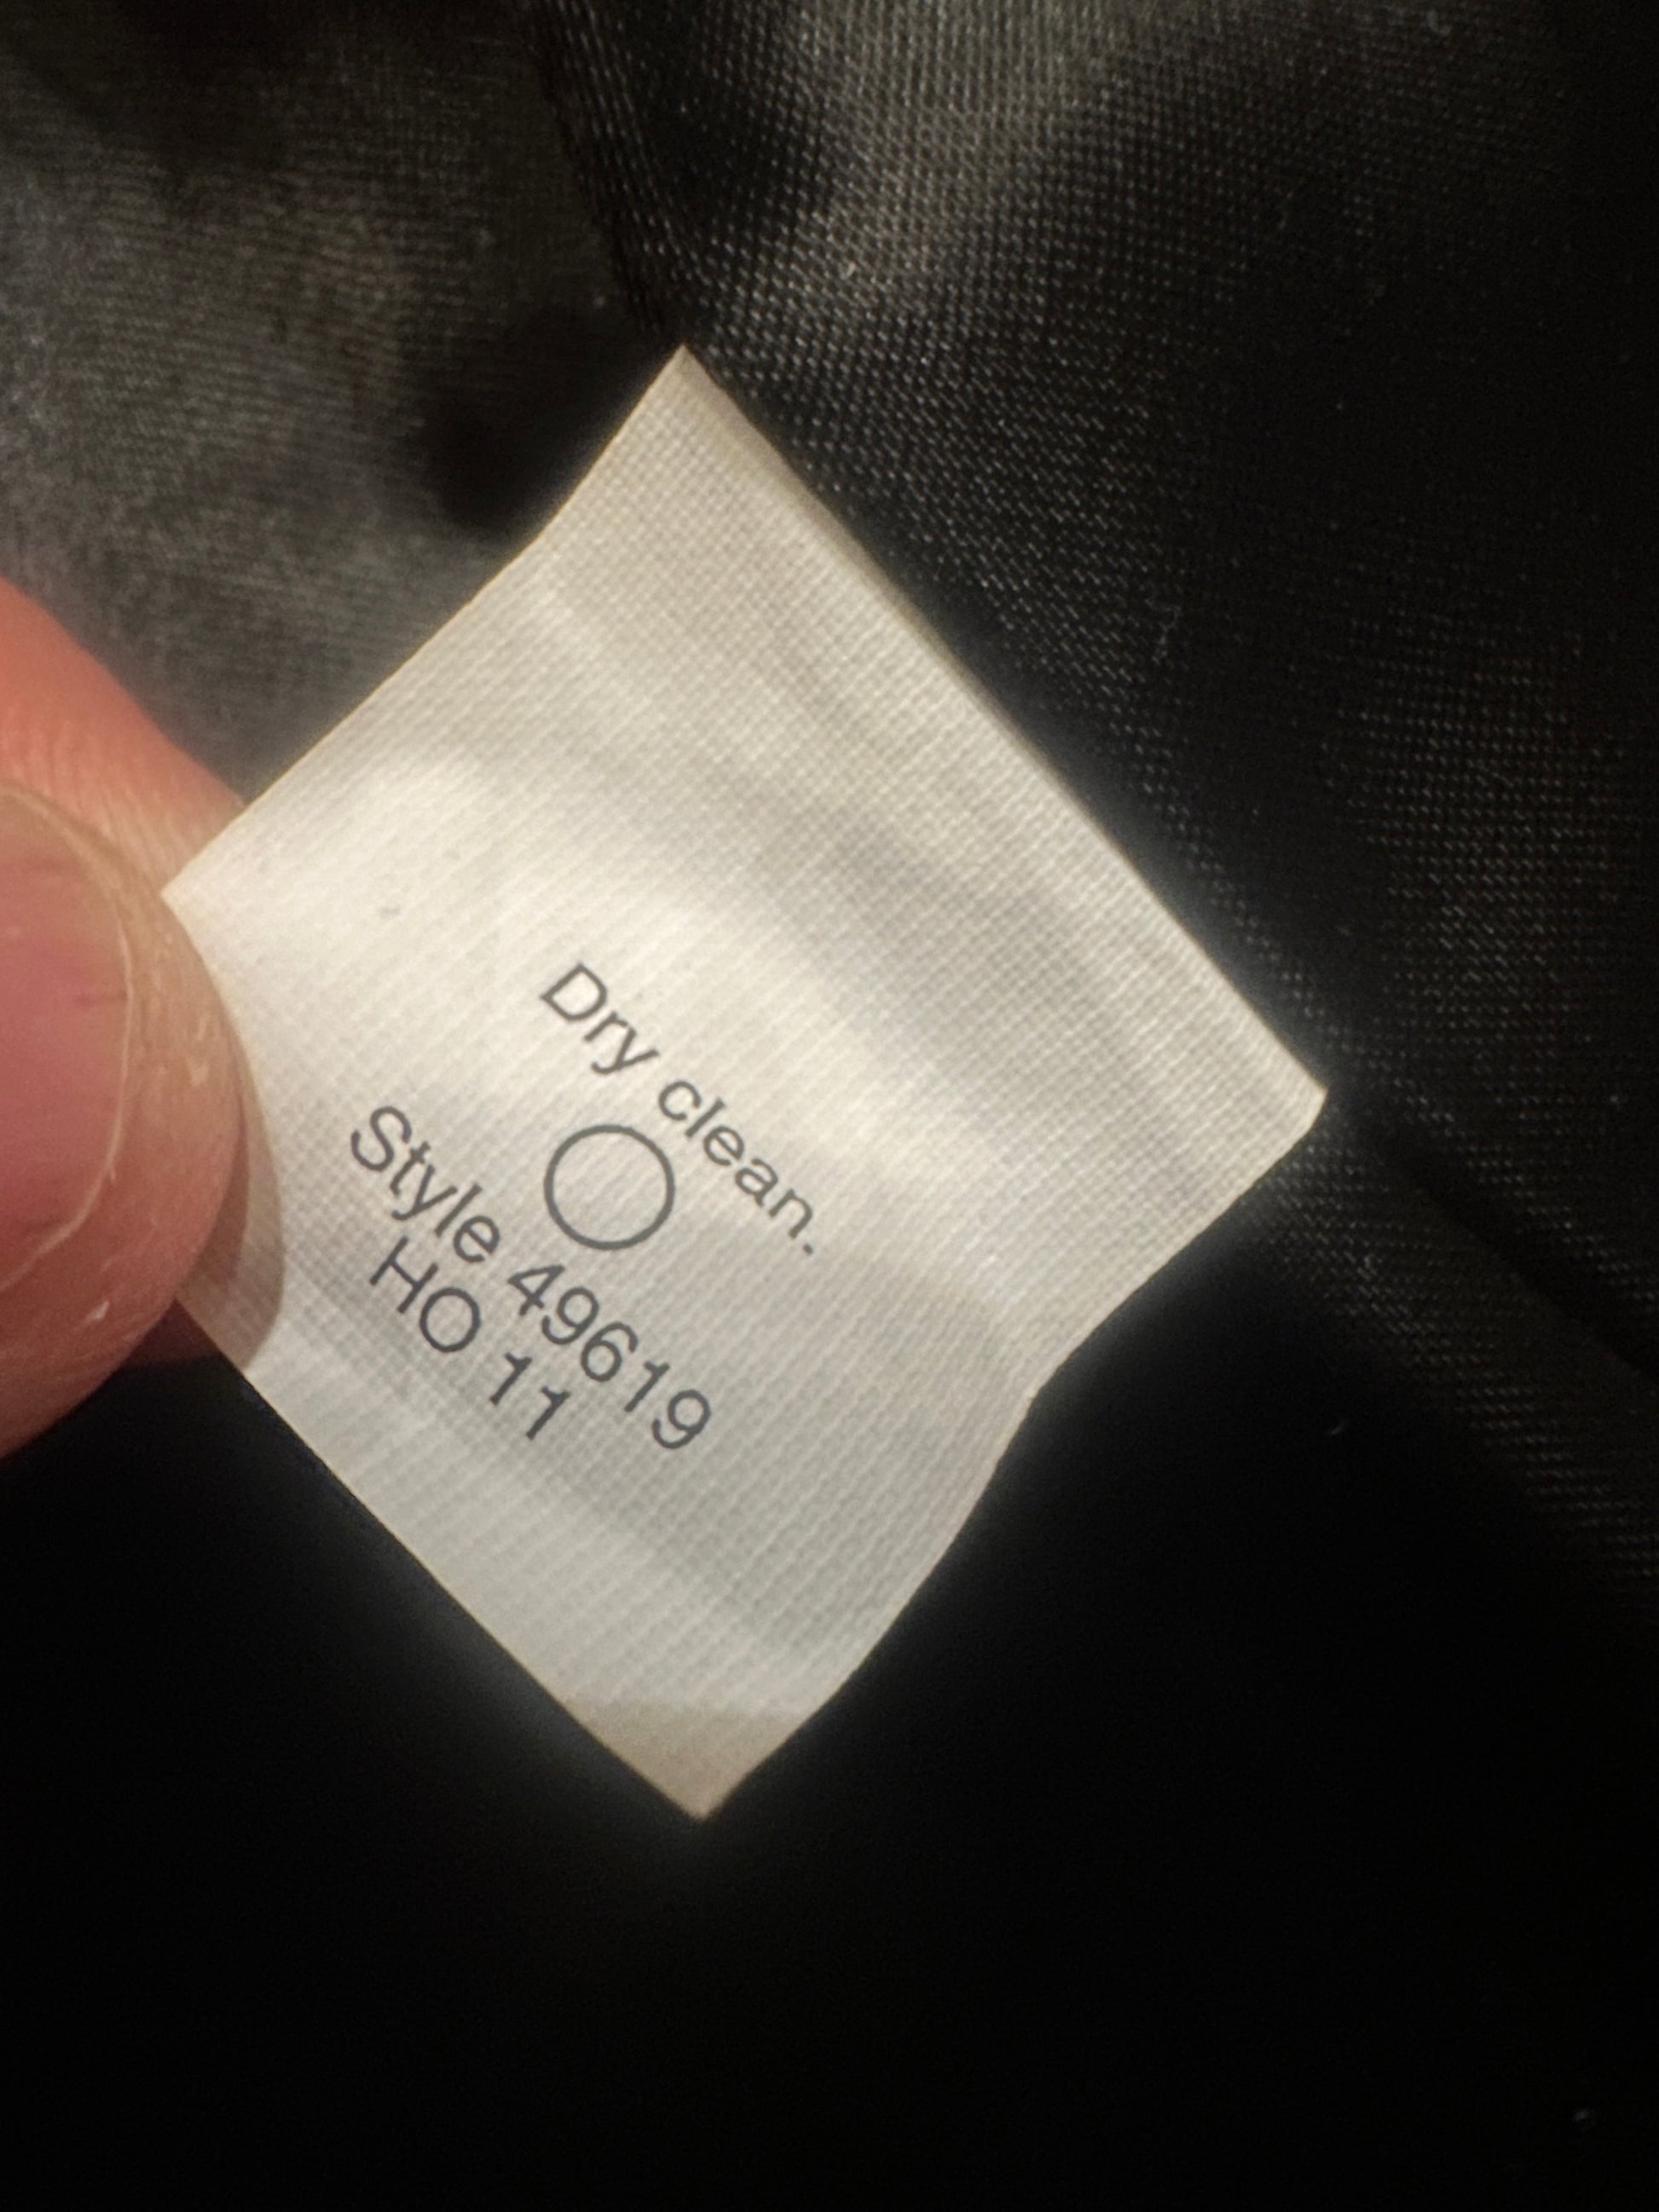 Dry clean.
Style 49619
HO 11